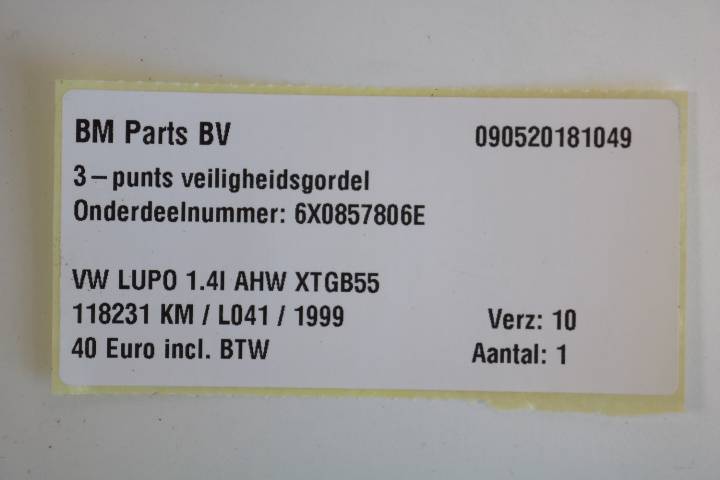 BM Parts BV 090520181049
3-punts veiligheidsgordel
Onderdeelnummer: 6X0857806E
VW LUPO 1.4I AHW XTGB55
118231 KM / L041 / 1999 Verz: 10
40 Euro incl. BTW Aantal: 1